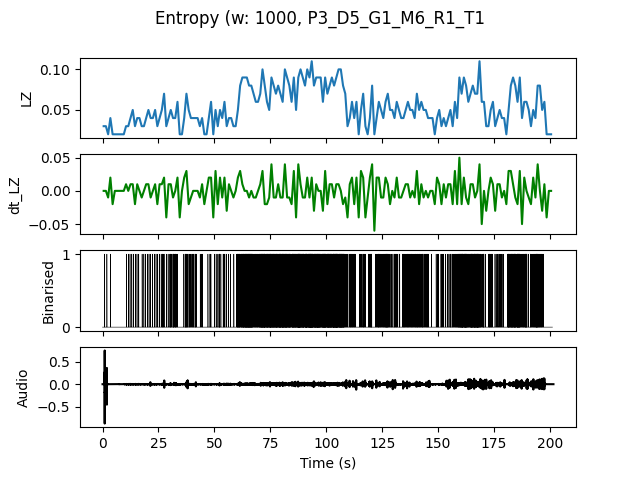 Entropy (w: 1000, P3_D5_G1_M6_R1_T1
0.10
0.05
LZ
0.05
0.00
−0.05
dt_LZ
1
0
Binarised
0.5
0.0
−0.5
Audio
0 25 50 75 100 125 150 175 200
Time (s)